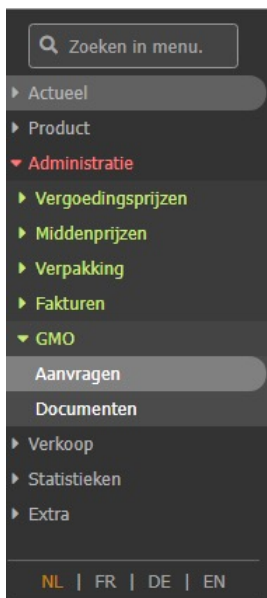 Zoeken in menu.
Actueel
Product
Administratie
Vergoedingsprijzen
Middenprijzen
Verpakking
Fakturen
GMO
Aanvragen
Documenten
Verkoop
Statistieken
Extra
NL | FR | DE | EN